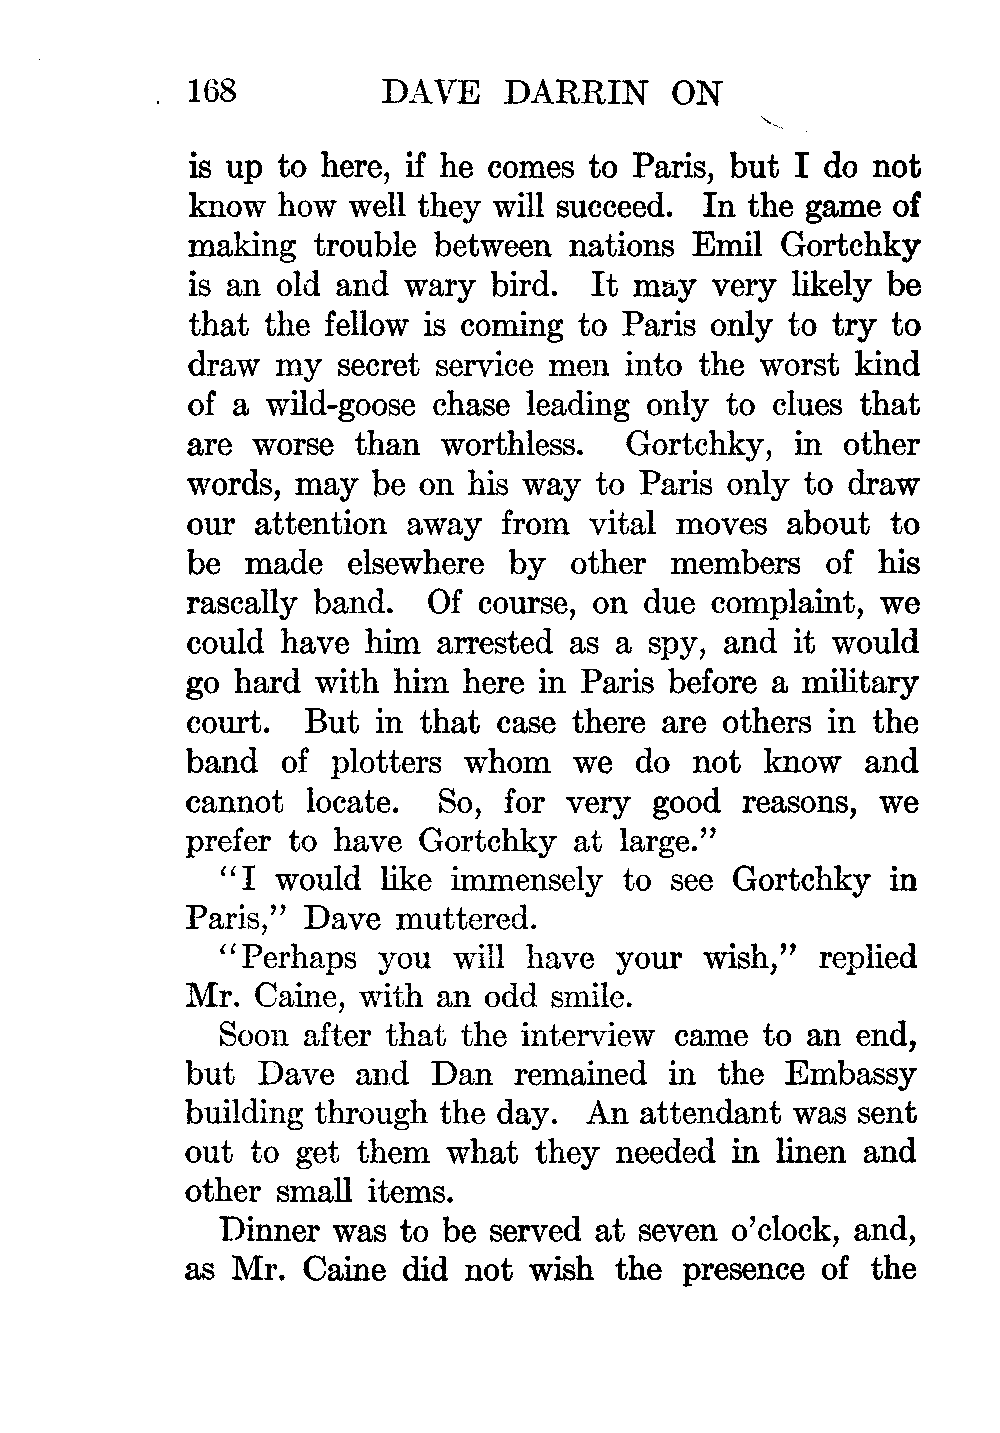 168 DAVE DARRIN ON
is up to here, if he comes to Paris, but I do not
know how well they will succeed. In the game of
making trouble between nations Emil Gortchky
is an old and wary bird. It may very likely be
that the fellow is coming to Paris only to try to
draw my secret service men into the worst kind
of a wild-goose chase leading only to clues that
are worse than worthless. Gortchky, in other
words, may be on his way to Paris only to draw
our attention away from vital moves about to
be made elsewhere by other members of his
rascally band. Of course, on due complaint, we
could have him arrested as a spy, and it would
go hard with him here in Paris before a military
court. But in that case there are others in the
band of plotters whom we do not know and
cannot locate. So, for very good reasons, we
prefer to have Gortchky at large.”
“I would like immensely to see Gortchky in
Paris,” Dave muttered.
“Perhaps you will have your wish,” replied
Mr. Caine, with an odd smile.
Soon after that the interview came to an end,
but Dave and Dan remained in the Embassy
building through the day. An attendant was sent
out to get them what they needed in linen and
other small items.
Dinner was to be served at seven o’clock, and,
as Mr. Caine did not wish the presence of the